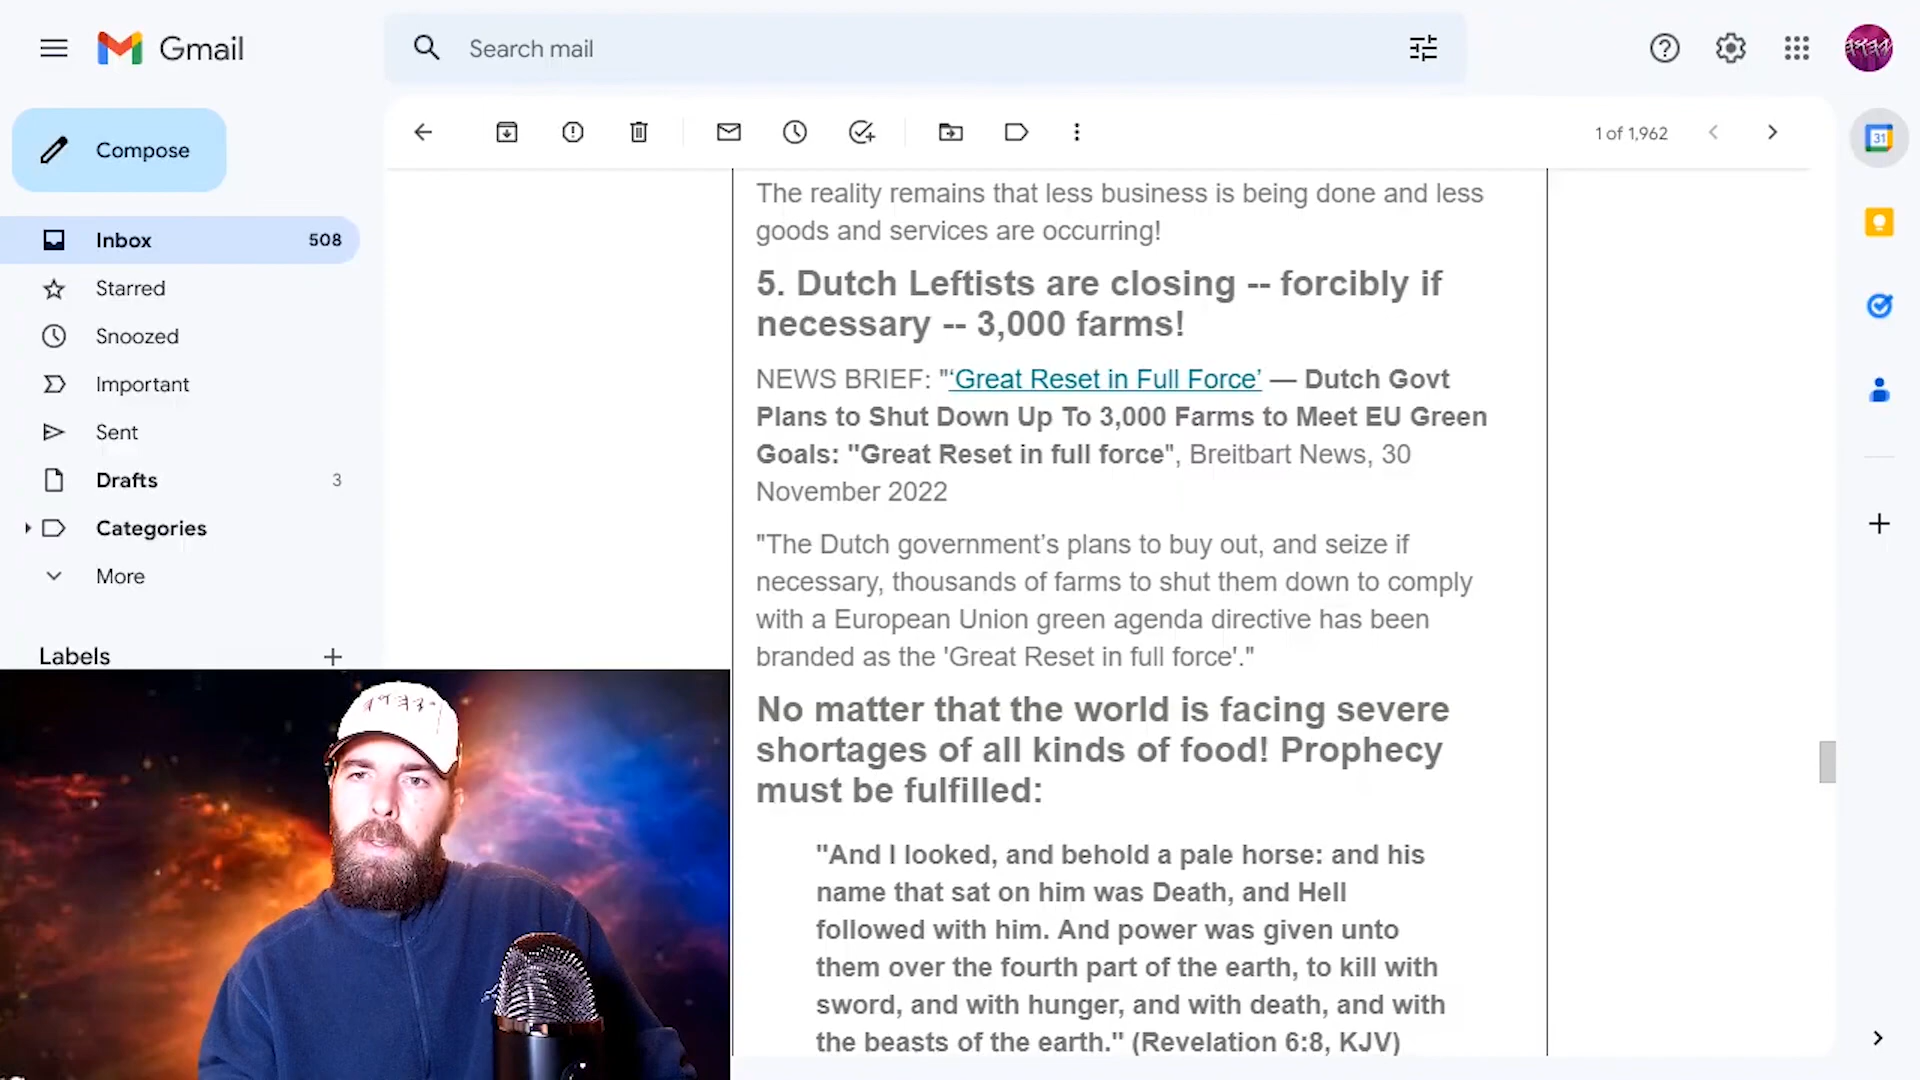 Gmail
Search mail
Compose
1 of 1,962
31
Inbox 508
Starred
Snoozed
Important
Sent
Drafts 3
Categories
More
Labels
The reality remains that less business is being done and less
goods and services are occurring!
5. Dutch Leftists are closing -- forcibly if
necessary -- 3,000 farms!
NEWS BRIEF: "‘Great Reset in Full Force’ — Dutch Govt
Plans to Shut Down Up To 3,000 Farms to Meet EU Green
Goals: "Great Reset in full force", Breitbart News, 30
November 2022
"The Dutch government’s plans to buy out, and seize if
necessary, thousands of farms to shut them down to comply
with a European Union green agenda directive has been
branded as the 'Great Reset in full force'."
No matter that the world is facing severe
shortages of all kinds of food! Prophecy
must be fulfilled:
"And I looked, and behold a pale horse: and his
name that sat on him was Death, and Hell
followed with him. And power was given unto
them over the fourth part of the earth, to kill with
sword, and with hunger, and with death, and with
the beasts of the earth." (Revelation 6:8, KJV)